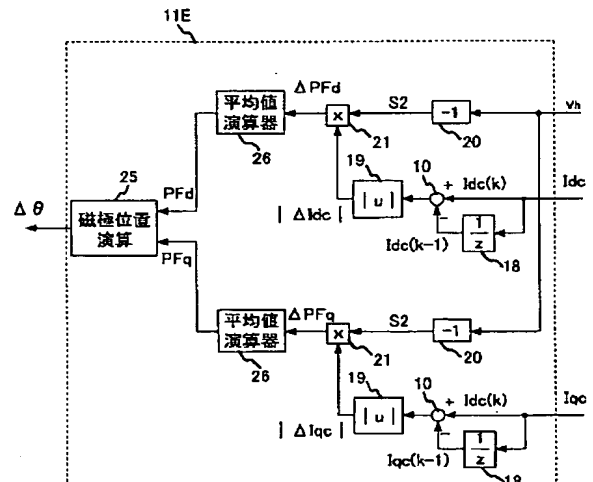 11E
ΔPFd
平均値
演算器
26
×
21
S2
-1
20
vh
19
|u|
10
+ Idc(k)
Idc
-
|ΔIdc|
Idc(k-1)
1
z
18
25
PFd
Δθ
磁極位置
演算
PFq
ΔPFq
平均値
演算器
26
×
21
S2
-1
20
19
|u|
10
+ Idc(k)
Iqc
-
|ΔIqc|
Iqc(k-1)
1
z
18